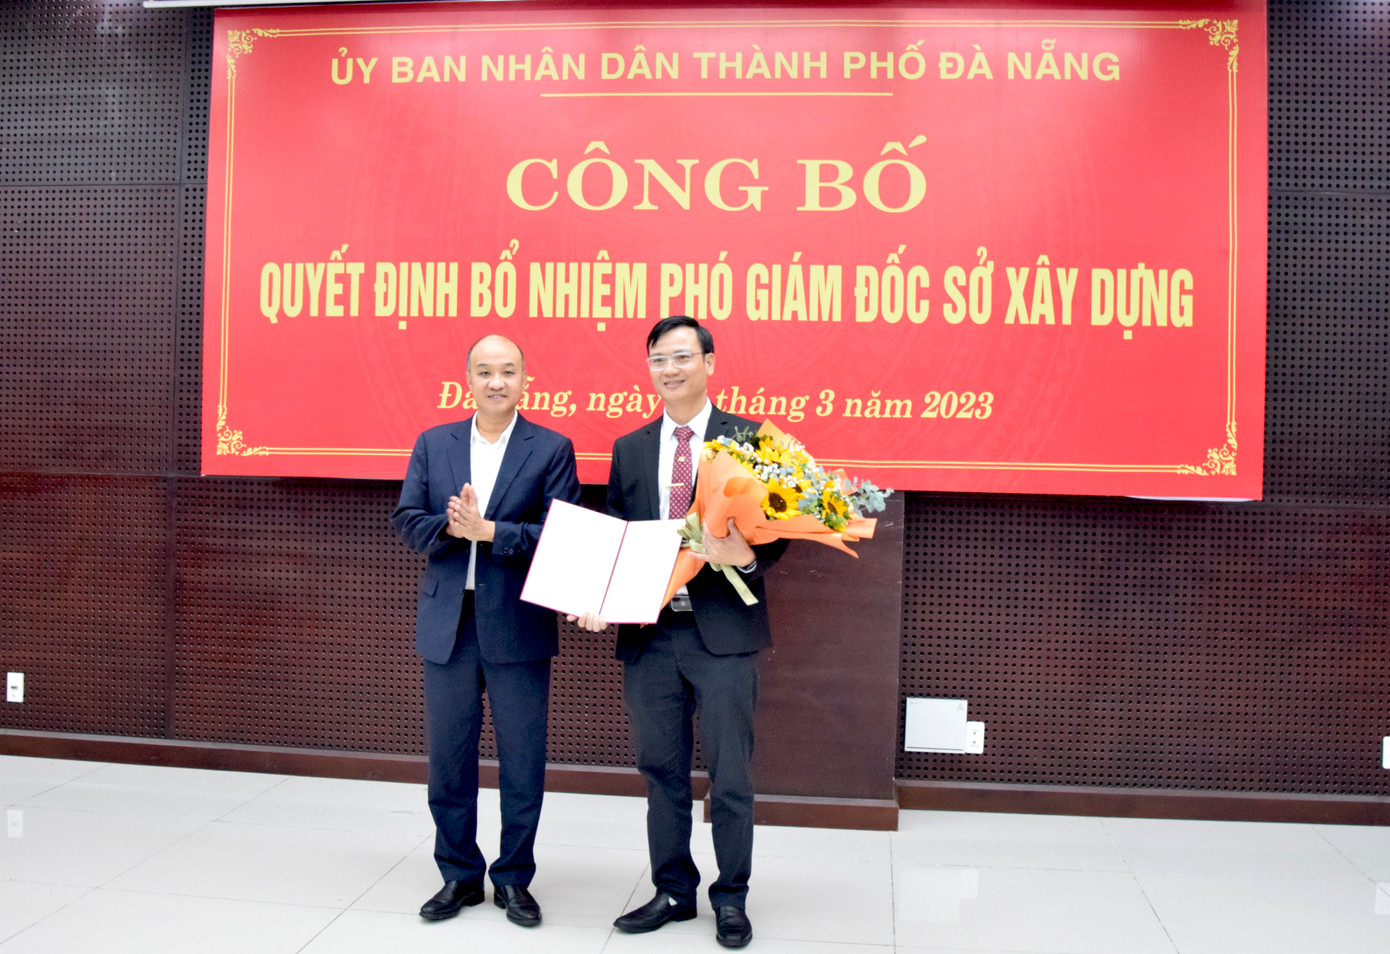 ỦY BAN NHÂN DÂN THÀNH PHỐ ĐÀ NẴNG
CÔNG BỐ
QUYẾT ĐỊNH BỔ NHIỆM PHÓ GIÁM ĐỐC SỞ XÂY DỰNG
ngày tháng 3 năm 2023